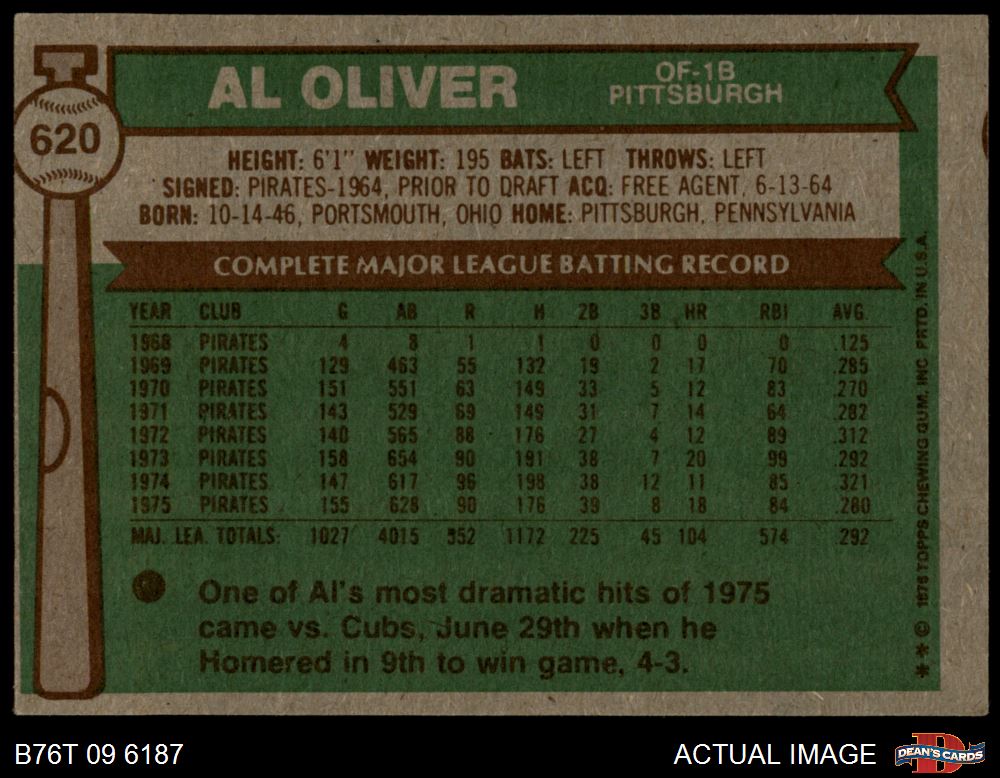 620
AL OLIVER
OF-1B
PITTSBURGH
HEIGHT: 6'1" WEIGHT: 195 BATS: LEFT THROWS: LEFT
SIGNED: PIRATES-1964, PRIOR TO DRAFT ACQ: FREE AGENT, 6-13-64
BORN: 10-14-46, PORTSMOUTH, OHIO HOME: PITTSBURGH, PENNSYLVANIA
COMPLETE MAJOR LEAGUE BATTING RECORD
YEAR CLUB G AB R H 2B 3B HR RBI AVG.
1968 PIRATES 4 8 1 1 0 0 0 0 .125
1969 PIRATES 129 463 55 132 19 2 17 70 .285
1970 PIRATES 151 551 63 149 33 5 12 83 .270
1971 PIRATES 143 529 69 149 31 7 14 64 .282
1972 PIRATES 140 565 88 176 27 4 12 89 .312
1973 PIRATES 158 654 90 191 38 7 20 99 .292
1974 PIRATES 147 617 96 198 38 12 11 85 .321
1975 PIRATES 155 628 90 176 39 8 18 84 .280
MAJ. LEA. TOTALS: 1027 4015 552 1172 225 45 104 574 .292
One of Al's most dramatic hits of 1975
came vs. Cubs, June 29th when he
Homered in 9th to win game, 4-3.
* * © 1976 TOPPS CHEWING GUM, INC PRTD. IN U.S.A.
B76T 09 6187
ACTUAL IMAGE
D
DEAN'S CARDS